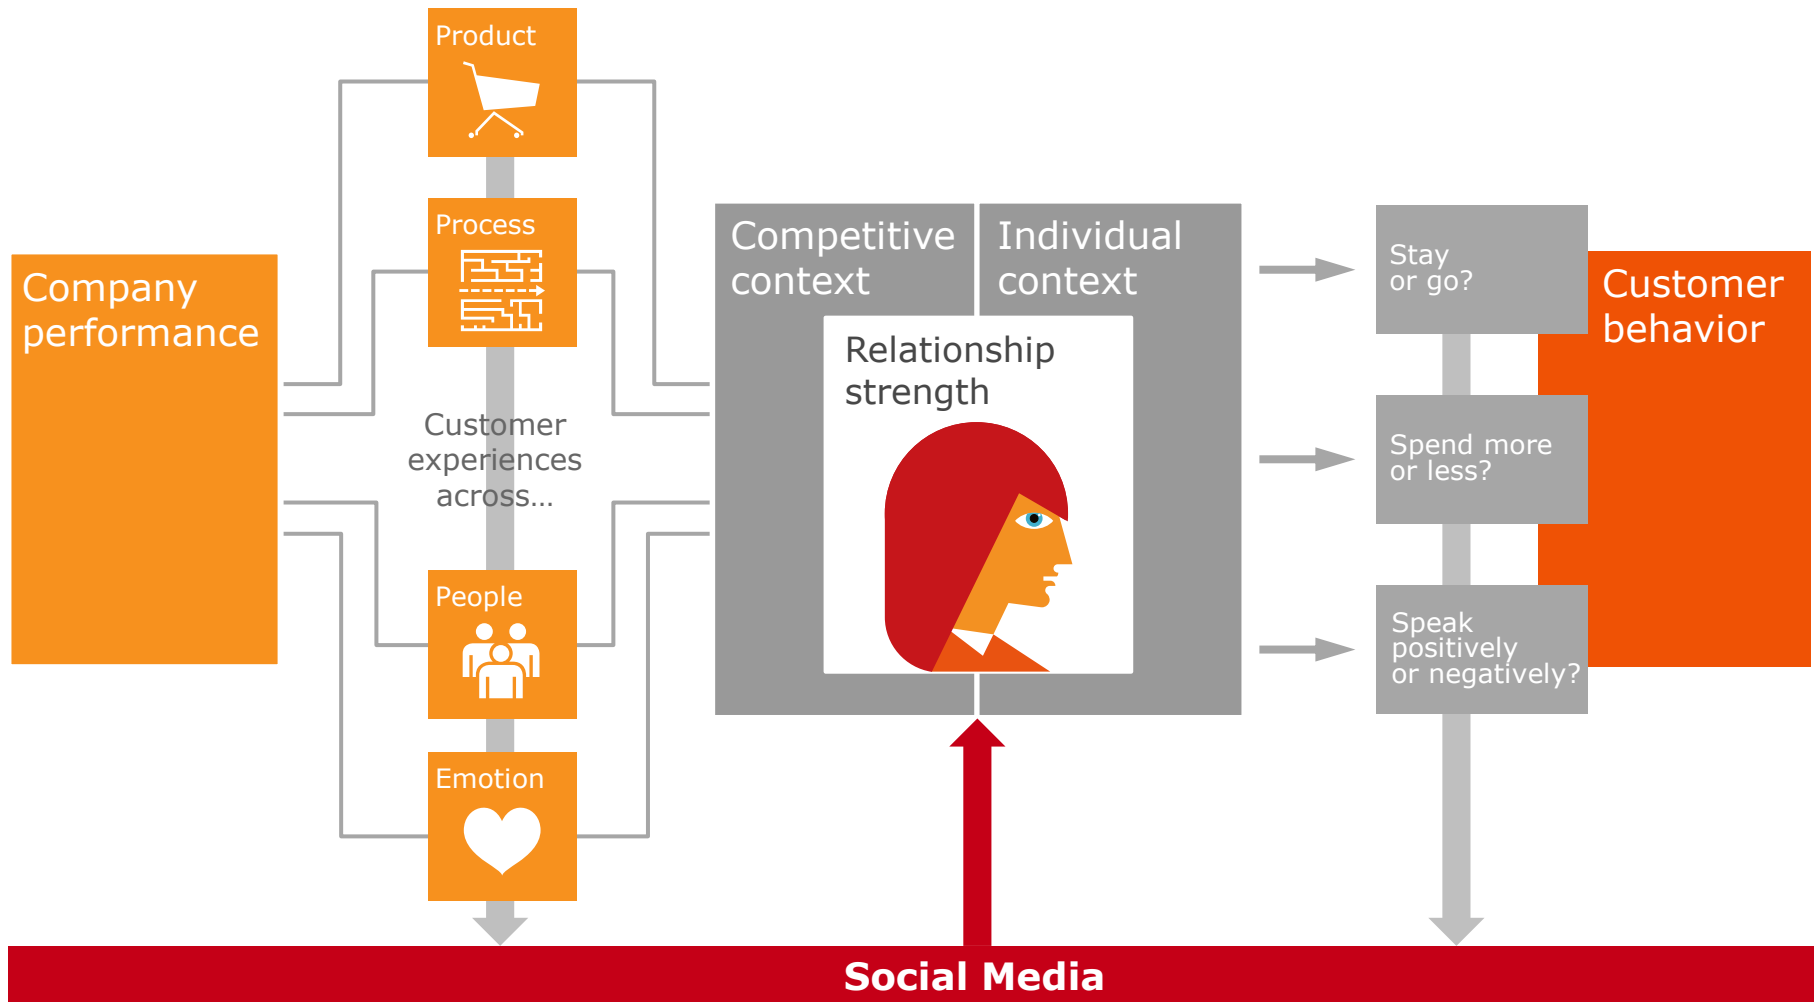 Product
Process
Company
performance
Customer
experiences
across...
People
Emotion
Competitive
context
Individual
context
Relationship
strength
Stay
or go?
Spend more
or less?
Speak
positively
or negatively?
Customer
behavior
Social Media